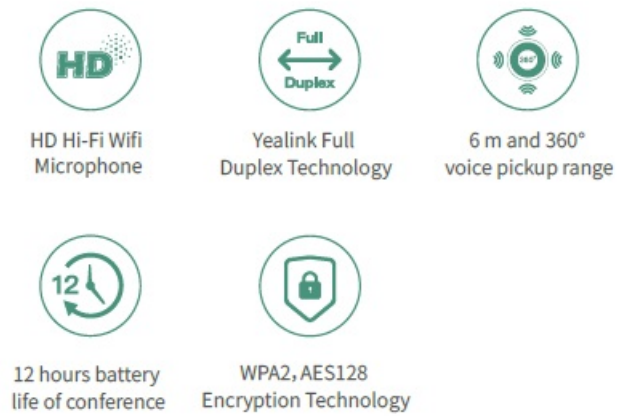 HD
Full
Duplex
360°
HD Hi-Fi Wifi
Microphone
Yealink Full
Duplex Technology
6 m and 360°
voice pickup range
12
12 hours battery
life of conference
WPA2, AES128
Encryption Technology